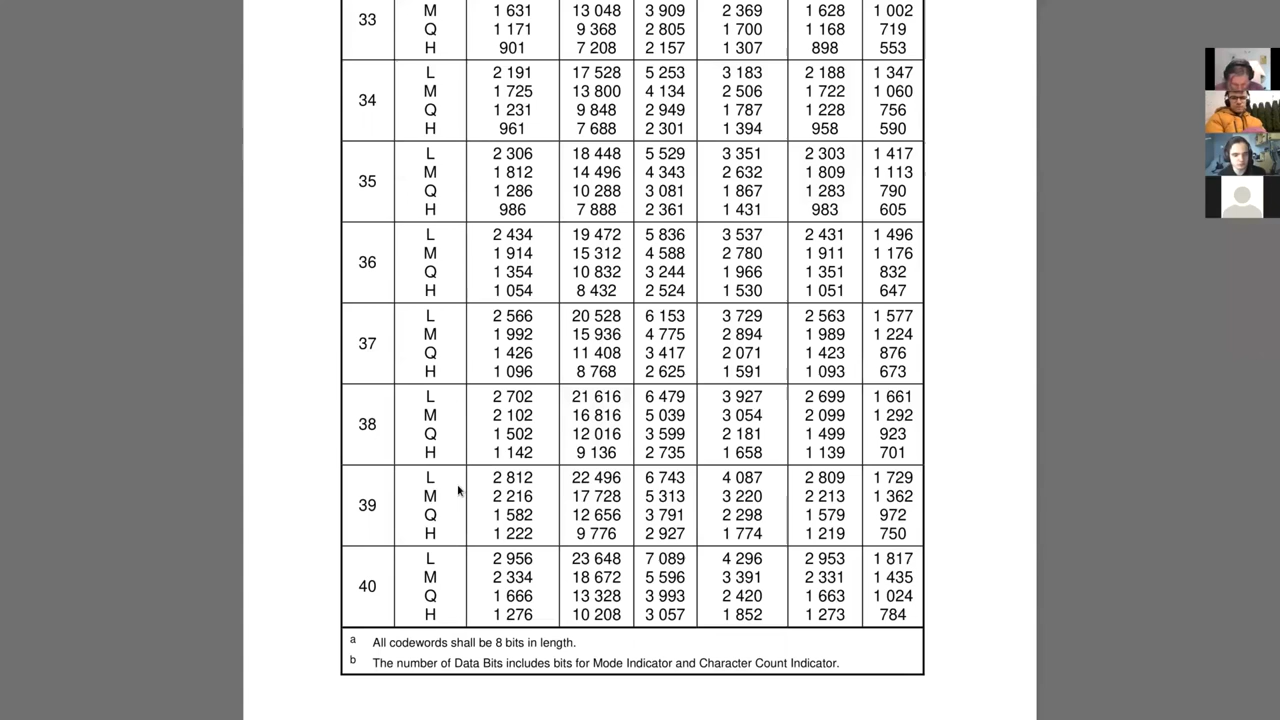 33 M 1 631 13 048 3 909 2 369 1 628 1 002
Q 1 171 9 368 2 805 1 700 1 168 719
H 901 7 208 2 157 1 307 898 553
34 L 2 191 17 528 5 253 3 183 2 188 1 347
M 1 725 13 800 4 134 2 506 1 722 1 060
Q 1 231 9 848 2 949 1 787 1 228 756
H 961 7 688 2 301 1 394 958 590
35 L 2 306 18 448 5 529 3 351 2 303 1 417
M 1 812 14 496 4 343 2 632 1 809 1 113
Q 1 286 10 288 3 081 1 867 1 283 790
H 986 7 888 2 361 1 431 983 605
36 L 2 434 19 472 5 836 3 537 2 431 1 496
M 1 914 15 312 4 588 2 780 1 911 1 176
Q 1 354 10 832 3 244 1 966 1 351 832
H 1 054 8 432 2 524 1 530 1 051 647
37 L 2 566 20 528 6 153 3 729 2 563 1 577
M 1 992 15 936 4 775 2 894 1 989 1 224
Q 1 426 11 408 3 417 2 071 1 423 876
H 1 096 8 768 2 625 1 591 1 093 673
38 L 2 702 21 616 6 479 3 927 2 699 1 661
M 2 102 16 816 5 039 3 054 2 099 1 292
Q 1 502 12 016 3 599 2 181 1 499 923
H 1 142 9 136 2 735 1 658 1 139 701
39 L 2 812 22 496 6 743 4 087 2 809 1 729
M 2 216 17 728 5 313 3 220 2 213 1 362
Q 1 582 12 656 3 791 2 298 1 579 972
H 1 222 9 776 2 927 1 774 1 219 750
40 L 2 956 23 648 7 089 4 296 2 953 1 817
M 2 334 18 672 5 596 3 391 2 331 1 435
Q 1 666 13 328 3 993 2 420 1 663 1 024
H 1 276 10 208 3 057 1 852 1 273 784
a All codewords shall be 8 bits in length.
b The number of Data Bits includes bits for Mode Indicator and Character Count Indicator.